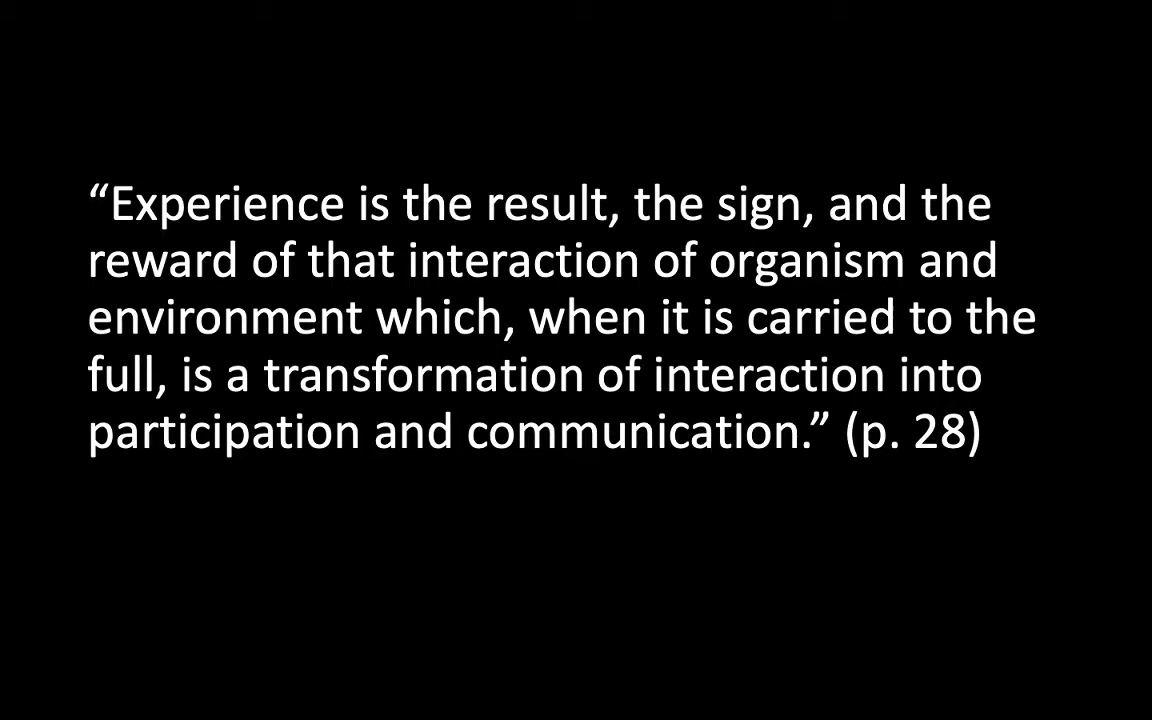 “Experience is the result, the sign, and the
reward of that interaction of organism and
environment which, when it is carried to the
full, is a transformation of interaction into
participation and communication.” (p. 28)